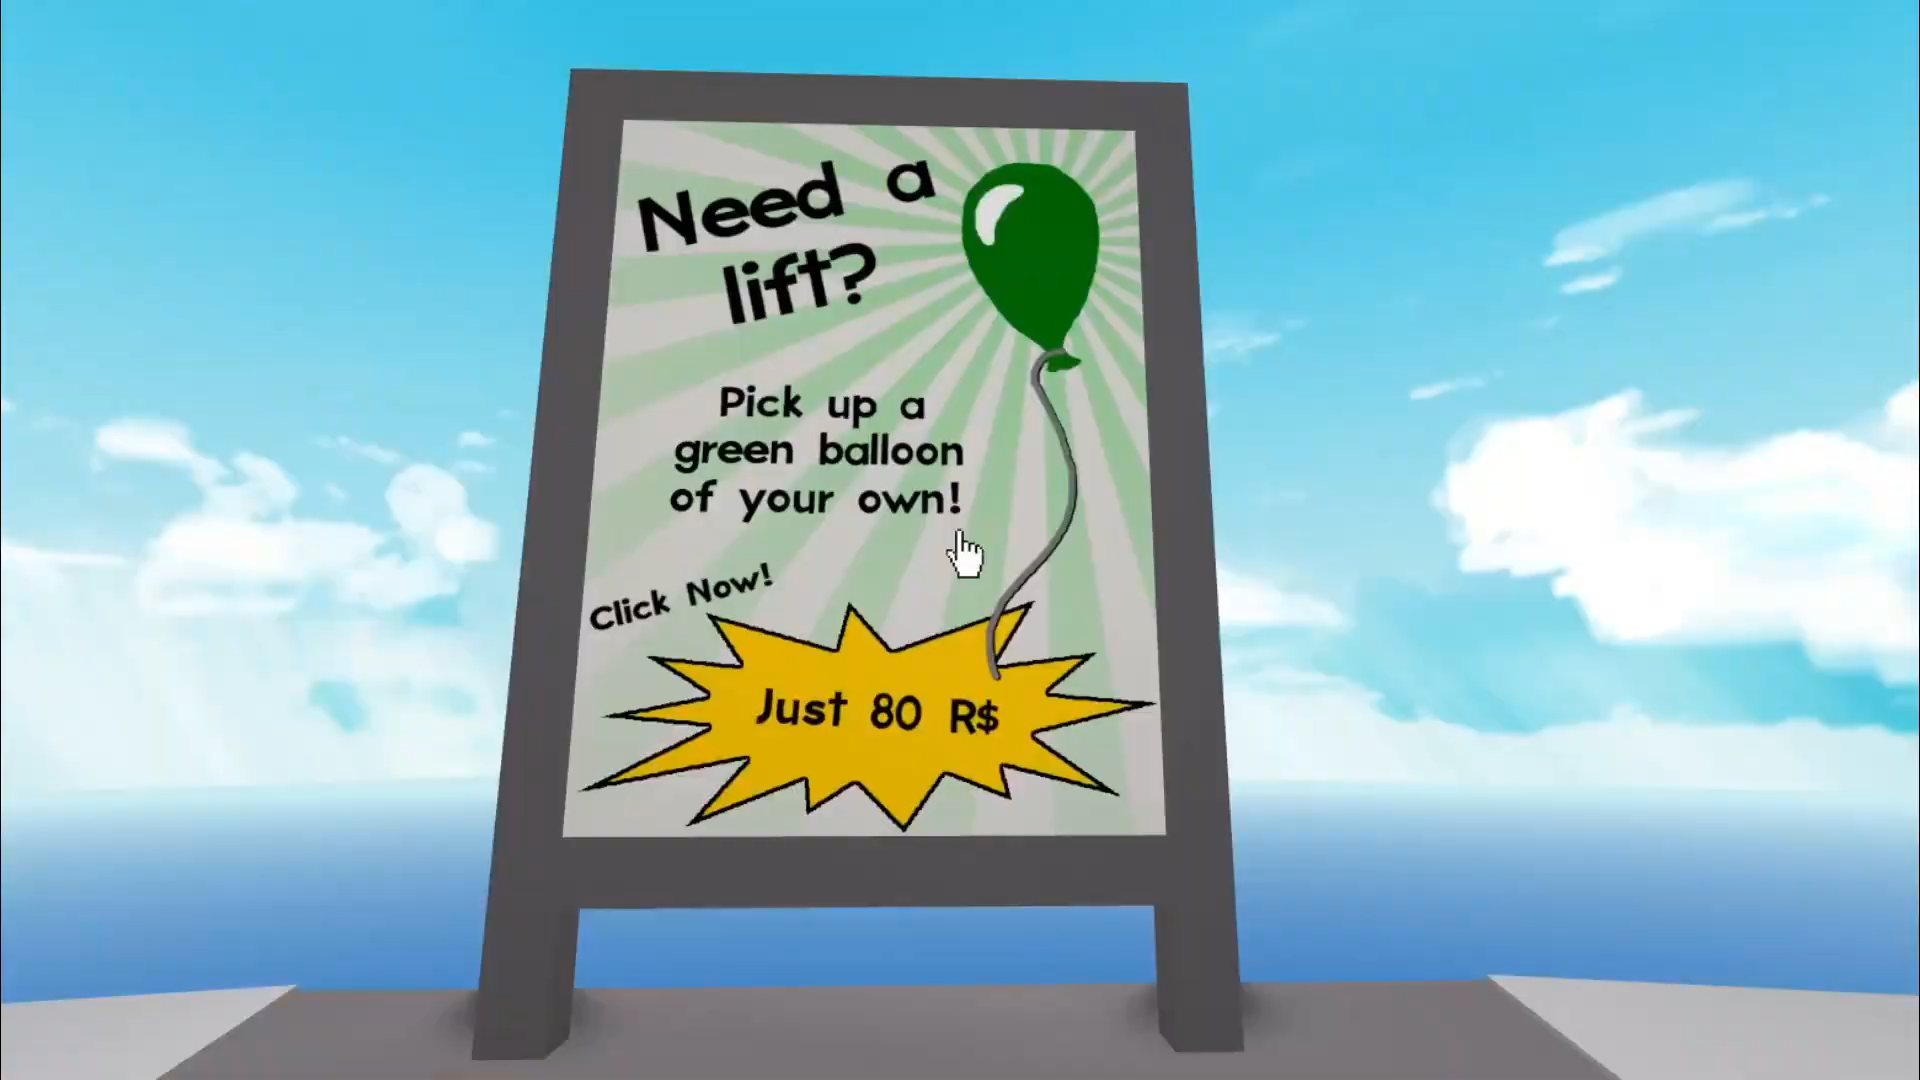 Need a
lift?
Pick up a
green balloon
of your own!
Click Now!
Just 80 R$